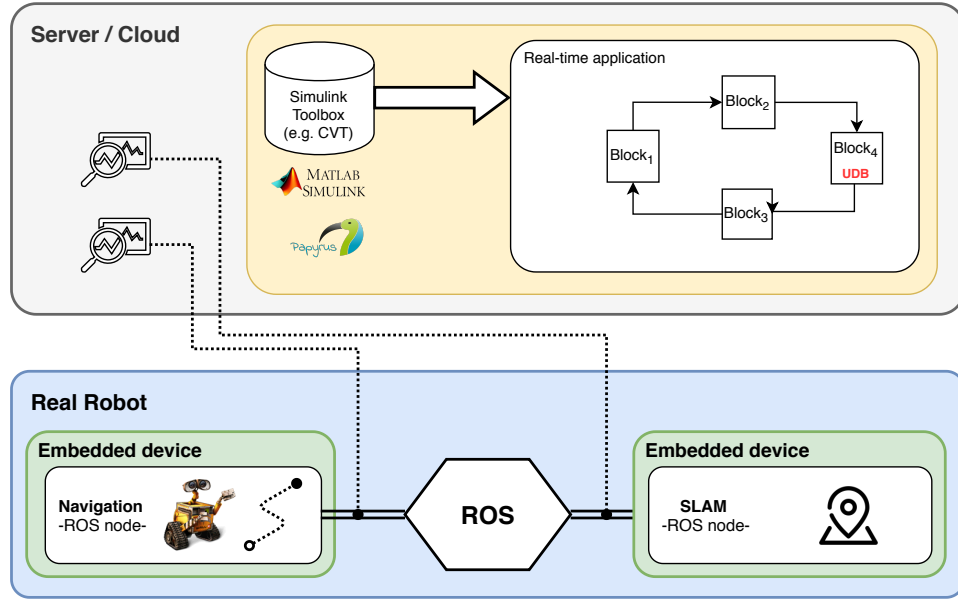 Server / Cloud
Simulink
Toolbox
(e.g. CVT)
MATLAB
SIMULINK
Papyrus
Real-time application
Block1
Block2
Block4
UDB
Block3
Real Robot
Embedded device
Navigation
-ROS node-
ROS
Embedded device
SLAM
-ROS node-